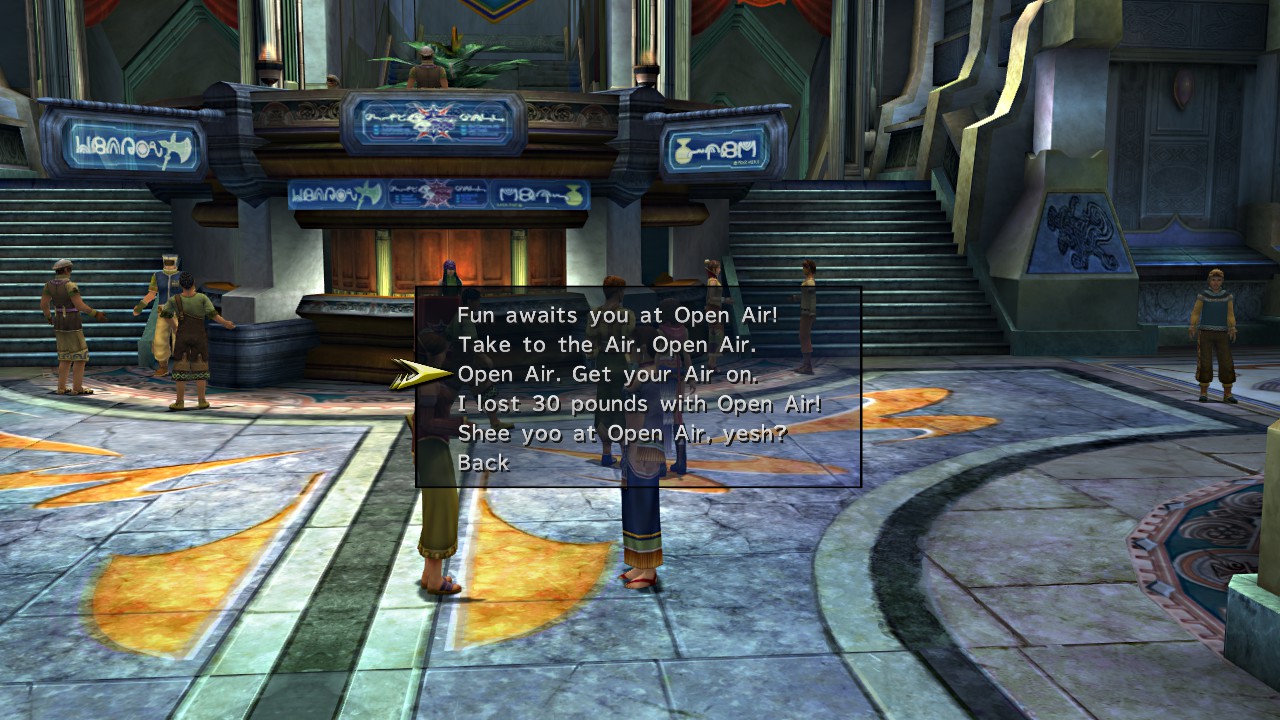 Fun awaits you at Open Air!
Take to the Air. Open Air.
Open Air. Get your Air on.
I lost 30 pounds with Open Air!
Shee yoo at Open Air, yesh?
Back